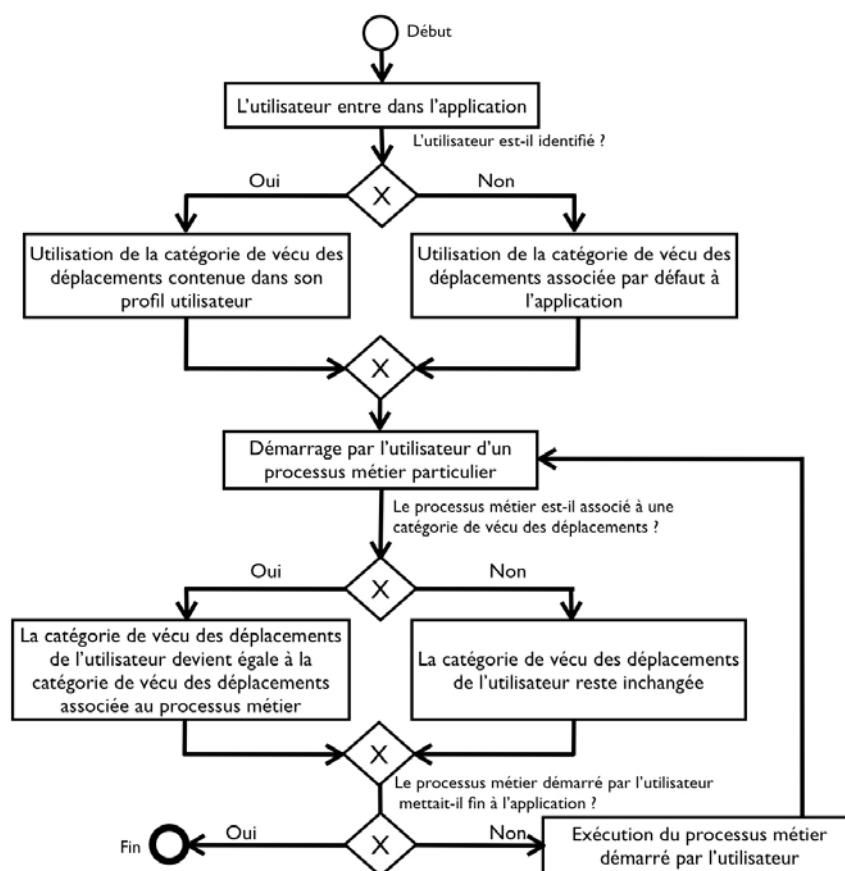 Début
L'utilisateur entre dans l'application
L'utilisateur est-il identifié ?
Oui
Non
X
Utilisation de la catégorie de vécu des
déplacements contenue dans son
profil utilisateur
Utilisation de la catégorie de vécu des
déplacements associée par défaut à
l'application
X
Démarrage par l'utilisateur d'un
processus métier particulier
Le processus métier est-il associé à une
catégorie de vécu des déplacements ?
Oui
Non
X
La catégorie de vécu des déplacements
de l'utilisateur devient égale à la
catégorie de vécu des déplacements
associée au processus métier
La catégorie de vécu des déplacements
de l'utilisateur reste inchangée
X
Le processus métier démarré par l'utilisateur
mettait-il fin à l'application ?
Fin
Oui
X
Non
Exécution du processus métier
démarré par l'utilisateur